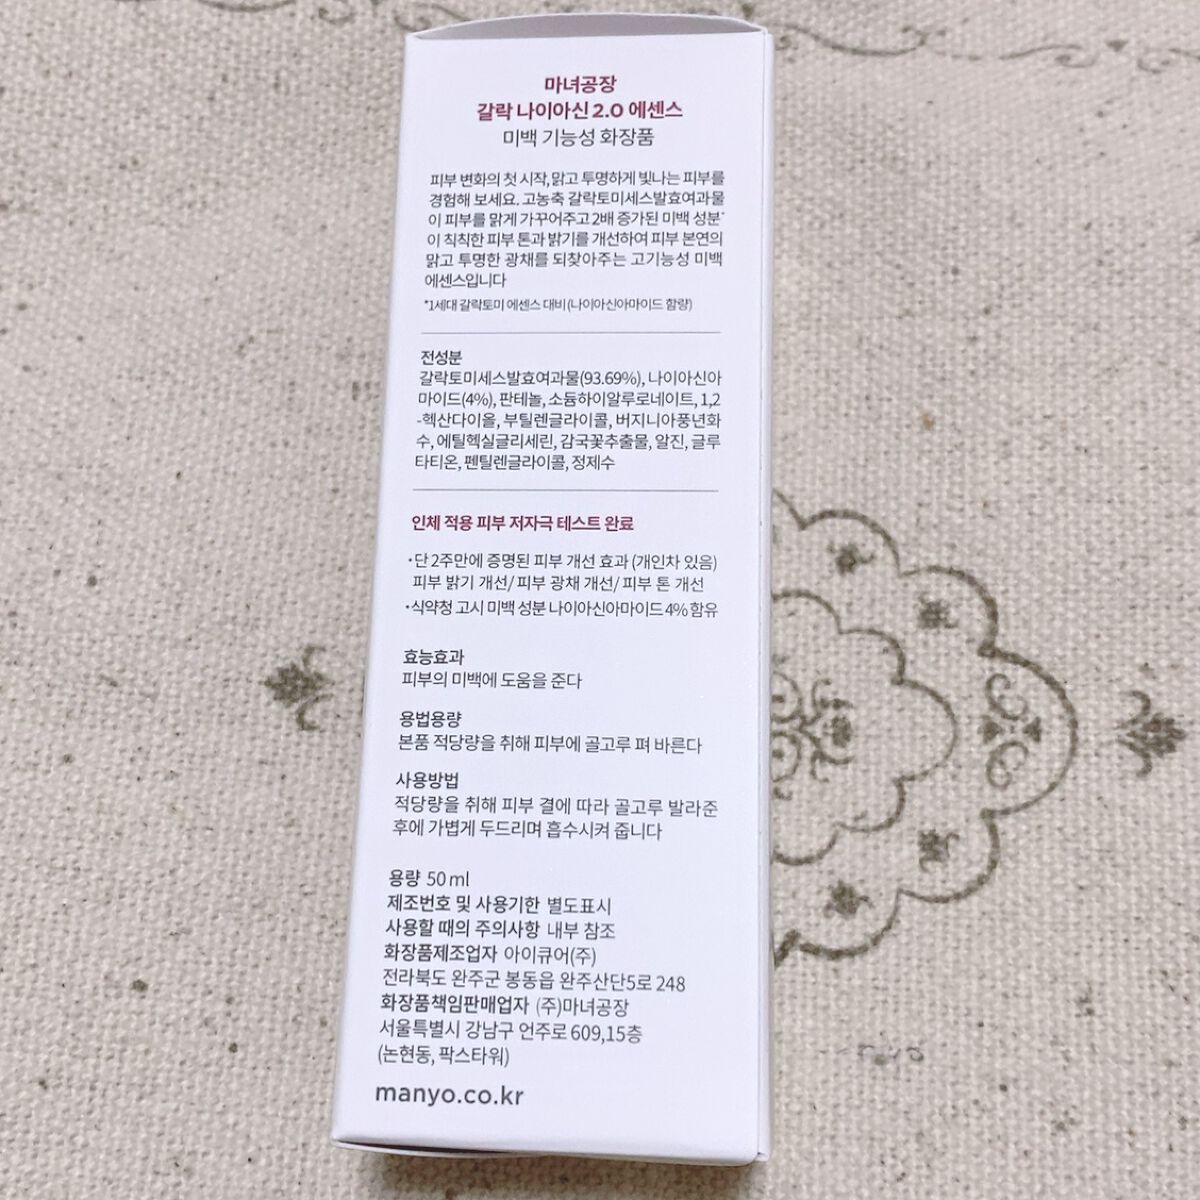 마녀공장
갈락 나이아신 2.0 에센스
미백 기능성 화장품
피부 변화의 첫 시작, 맑고 투명하게 빛나는 피부를
경험해 보세요. 고농축 갈락토미세스발효여과물
이 피부를 맑게 가꾸어주고 2배 증가된 미백 성분*
이 칙칙한 피부 톤과 밝기를 개선하여 피부 본연의
맑고 투명한 광채를 되찾아주는 고기능성 미백
에센스입니다
*1세대 갈락토미 에센스 대비 (나이아신아마이드 함량)
전성분
갈락토미세스발효여과물(93.69%), 나이아신아
마이드(4%), 판테놀, 소듐하이알루로네이트, 1,2
-헥산다이올, 부틸렌글라이콜, 버지니아풍년화
수, 에틸헥실글리세린, 감국꽃추출물, 알진, 글루
타티온, 펜틸렌글라이콜, 정제수
인체 적용 피부 저자극 테스트 완료
·단 2주만에 증명된 피부 개선 효과 (개인차 있음)
피부 밝기 개선/ 피부 광채 개선/ 피부 톤 개선
·식약청 고시 미백 성분 나이아신아마이드 4% 함유
효능효과
피부의 미백에 도움을 준다
용법용량
본품 적당량을 취해 피부에 골고루 펴 바른다
사용방법
적당량을 취해 피부 결에 따라 골고루 발라준
후에 가볍게 두드리며 흡수시켜 줍니다
용량 50 ml
제조번호 및 사용기한 별도표시
사용할 때의 주의사항 내부 참조
화장품제조업자 아이큐어(주)
전라북도 완주군 봉동읍 완주산단5로 248
화장품책임판매업자 (주)마녀공장
서울특별시 강남구 언주로 609,15층
(논현동, 팍스타워)
manyo.co.kr